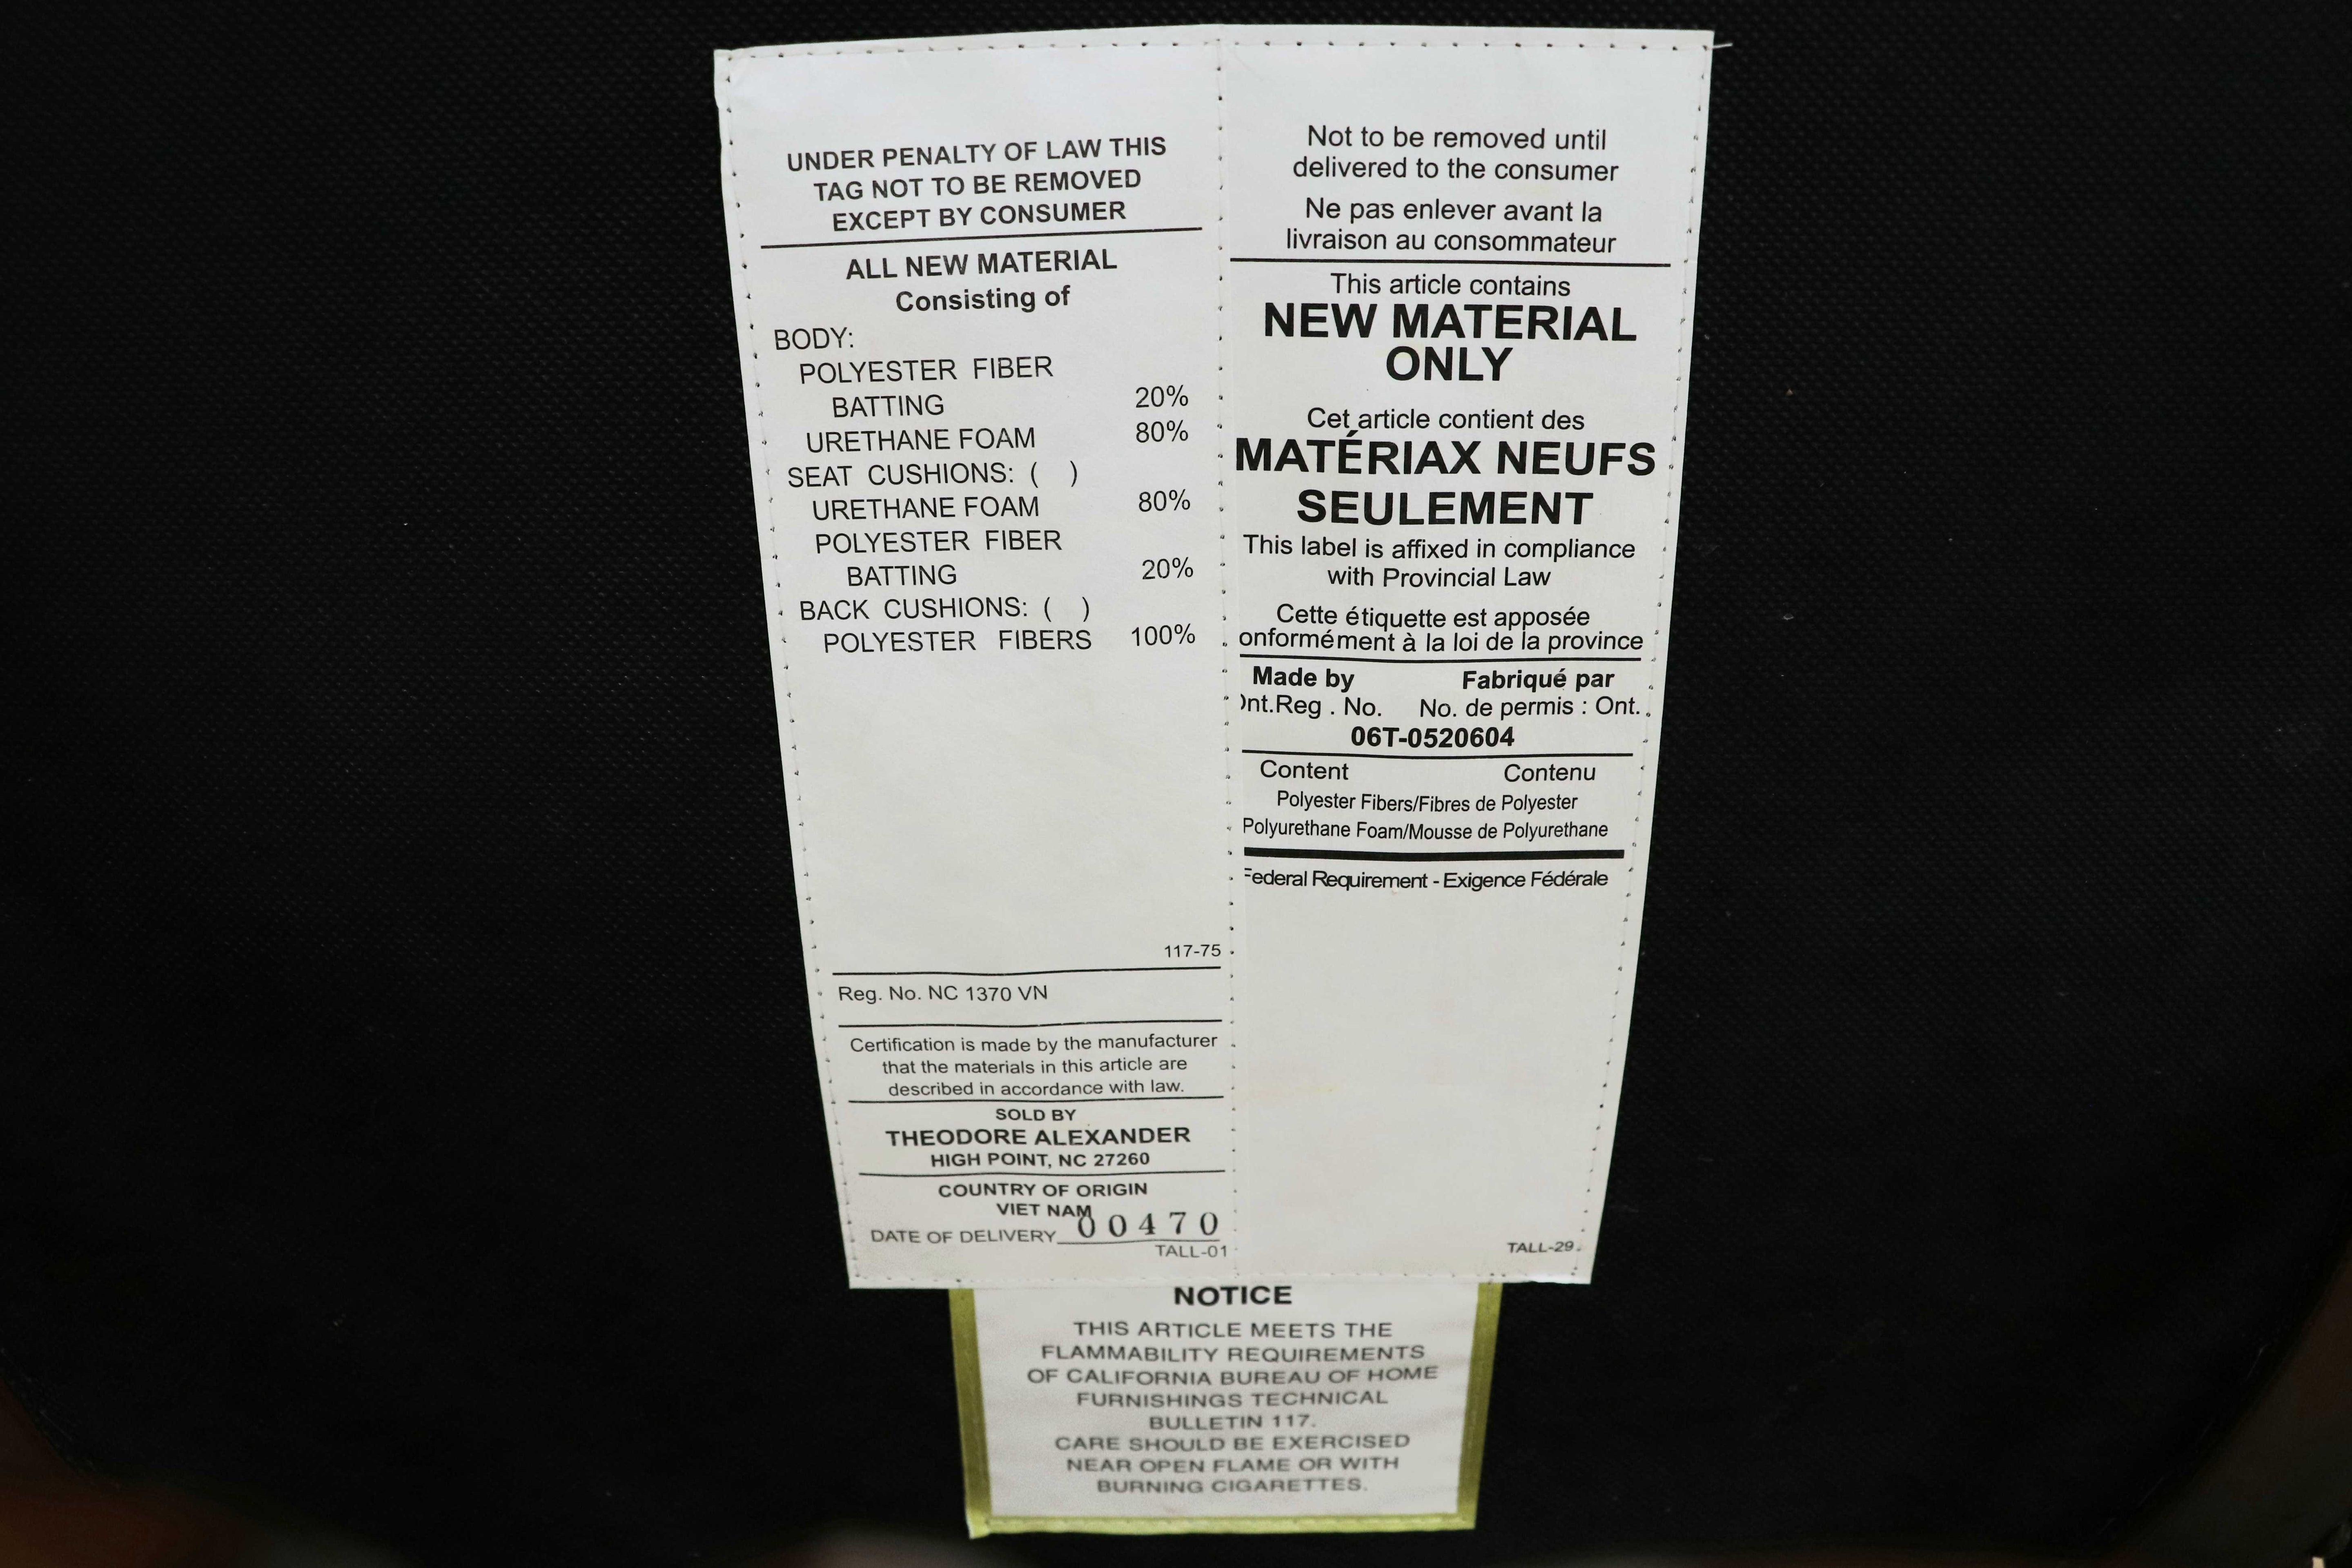 UNDER PENALTY OF LAW THIS
TAG NOT TO BE REMOVED
EXCEPT BY CONSUMER
ALL NEW MATERIAL
Consisting of
BODY:
POLYESTER FIBER
BATTING 20%
URETHANE FOAM 80%
SEAT CUSHIONS: ( )
URETHANE FOAM 80%
POLYESTER FIBER
BATTING 20%
BACK CUSHIONS: ( )
POLYESTER FIBERS 100%
117-75
Reg. No. NC 1370 VN
Certification is made by the manufacturer
that the materials in this article are
described in accordance with law.
SOLD BY
THEODORE ALEXANDER
HIGH POINT, NC 27260
COUNTRY OF ORIGIN
VIET NAM
DATE OF DELIVERY 00470
TALL-01
Not to be removed until
delivered to the consumer
Ne pas enlever avant la
livraison au consommateur
This article contains
NEW MATERIAL
ONLY
Cet article contient des
MATÉRIAX NEUFS
SEULEMENT
This label is affixed in compliance
with Provincial Law
Cette étiquette est apposée
onformément à la loi de la province
Made by Fabriqué par
Ont.Reg . No. No. de permis : Ont.
06T-0520604
Content Contenu
Polyester Fibers/Fibres de Polyester
Polyurethane Foam/Mousse de Polyurethane
Federal Requirement - Exigence Fédérale
TALL-29
NOTICE
THIS ARTICLE MEETS THE
FLAMMABILITY REQUIREMENTS
OF CALIFORNIA BUREAU OF HOME
FURNISHINGS TECHNICAL
BULLETIN 117.
CARE SHOULD BE EXERCISED
NEAR OPEN FLAME OR WITH
BURNING CIGARETTES.